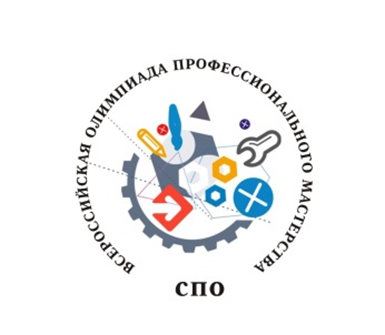 ВСЕРОССИЙСКАЯ ОЛИМПИАДА ПРОФЕССИОНАЛЬНОГО МАСТЕРСТВА
СПО